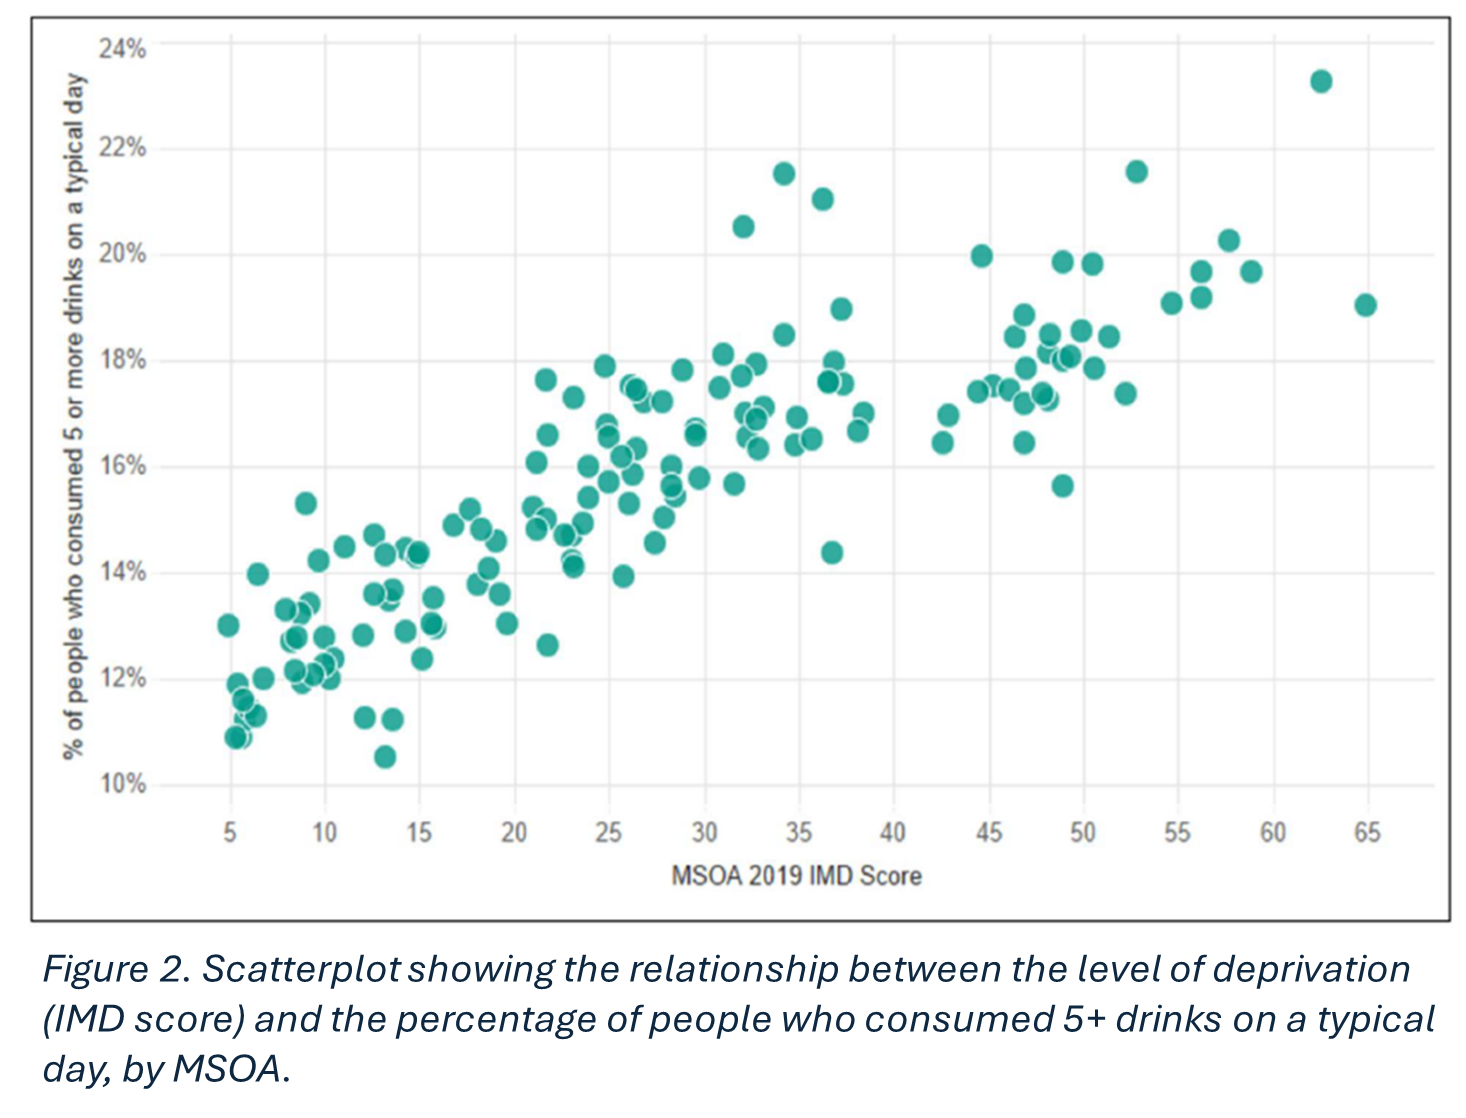 % of people who consumed 5 or more drinks on a typical day
24%
22%
20%
18%
16%
14%
12%
10%
5 10 15 20 25 30 35 40 45 50 55 60 65
MSOA 2019 IMD Score
Figure 2. Scatterplot showing the relationship between the level of deprivation
(IMD score) and the percentage of people who consumed 5+ drinks on a typical
day, by MSOA.